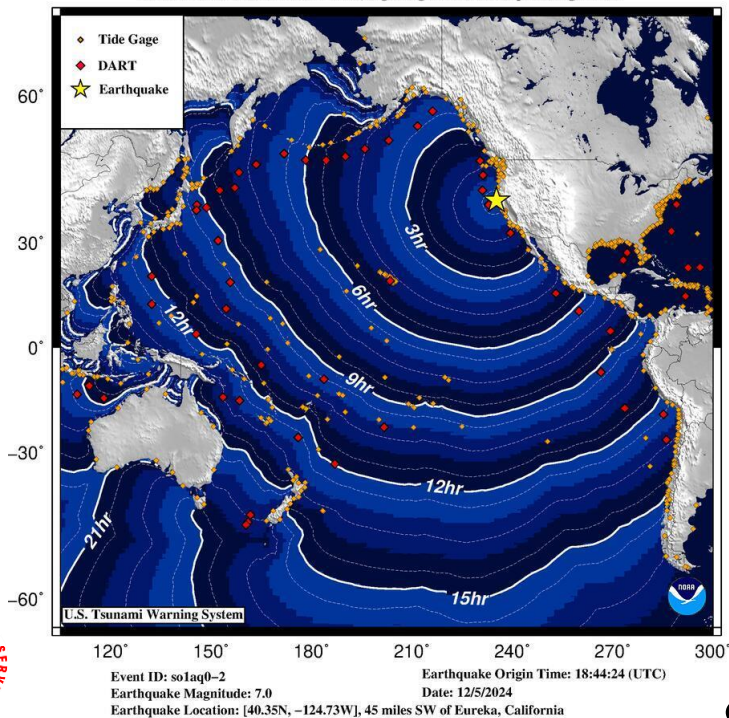 Tide Gage
DART
Earthquake
60˚
30˚
0˚
−30˚
−60˚
3hr
6hr
9hr
12hr
12hr
15hr
21hr
U.S. Tsunami Warning System
NOAA
120˚ 150˚ 180˚ 210˚ 240˚ 270˚ 300˚
Event ID: so1aq0−2
Earthquake Origin Time: 18:44:24 (UTC)
Earthquake Magnitude: 7.0
Date: 12/5/2024
Earthquake Location: [40.35N, −124.73W], 45 miles SW of Eureka, California